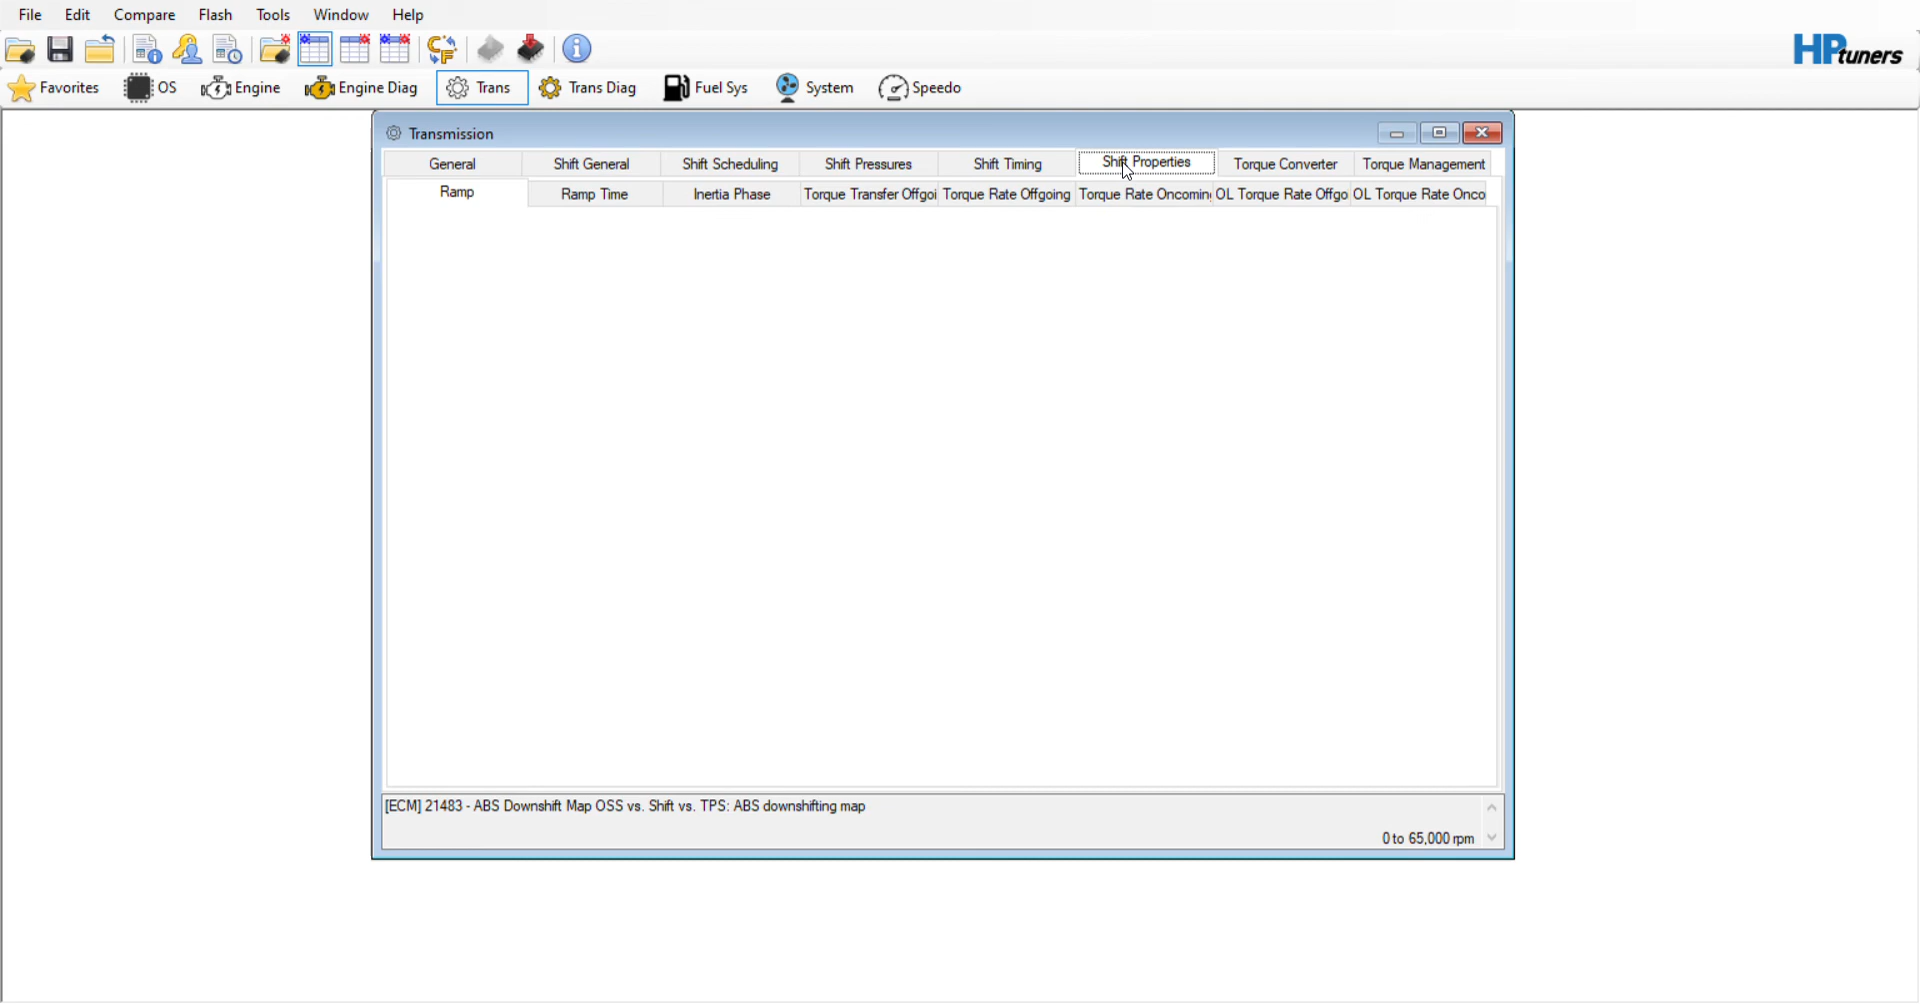 File Edit Compare Flash Tools Window Help
HPtuners
Favorites OS Engine Engine Diag Trans Trans Diag Fuel Sys System Speedo
Transmission
General Shift General Shift Scheduling Shift Pressures Shift Timing Shift Properties Torque Converter Torque Management
Ramp Ramp Time Inertia Phase Torque Transfer Offgoi Torque Rate Offgoing Torque Rate Oncomin OL Torque Rate Offgo OL Torque Rate Onco
[ECM] 21483 - ABS Downshift Map OSS vs. Shift vs. TPS: ABS downshifting map
0 to 65,000 rpm